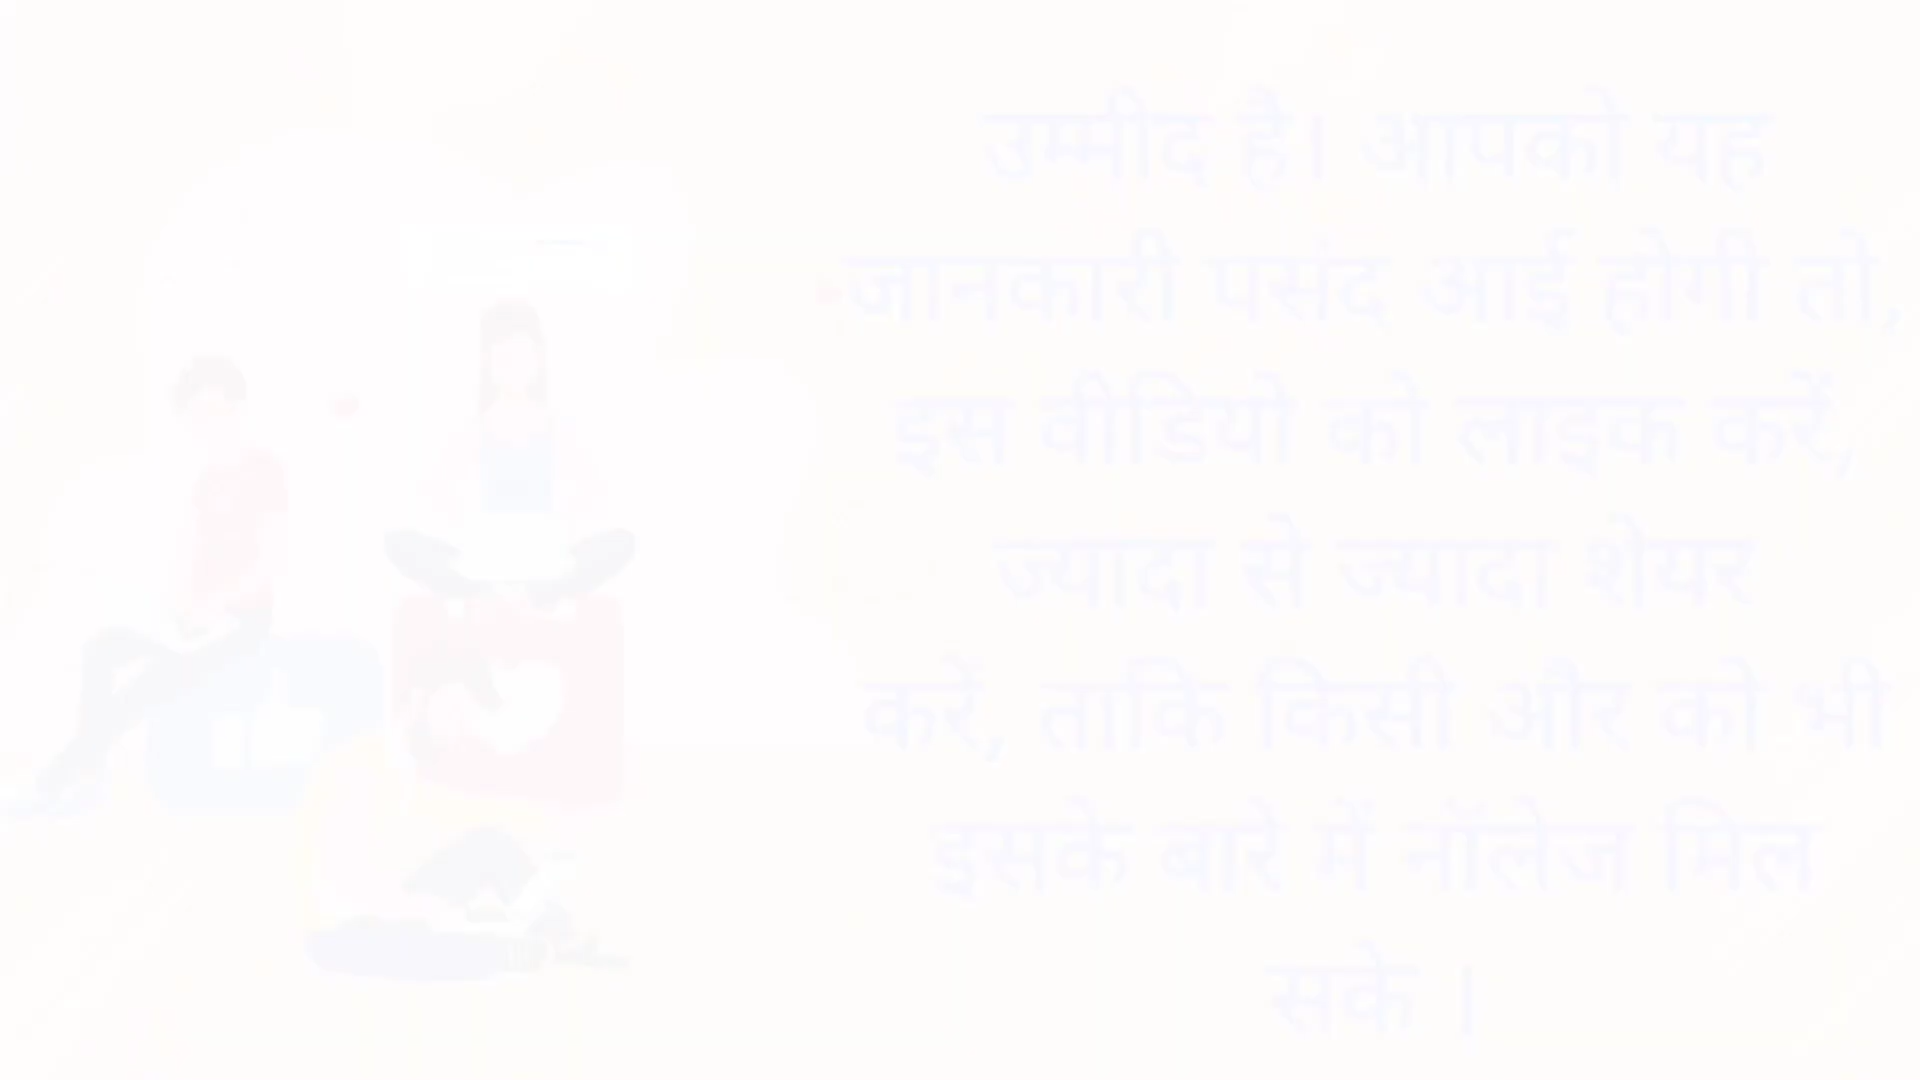 उम्मीद है। आपको यह
जानकारी पसंद आई होगी तो,
इस वीडियो को लाइक करें,
ज्यादा से ज्यादा शेयर
करें, ताकि किसी और को भी
इसके बारे में नॉलेज मिल
सके ।